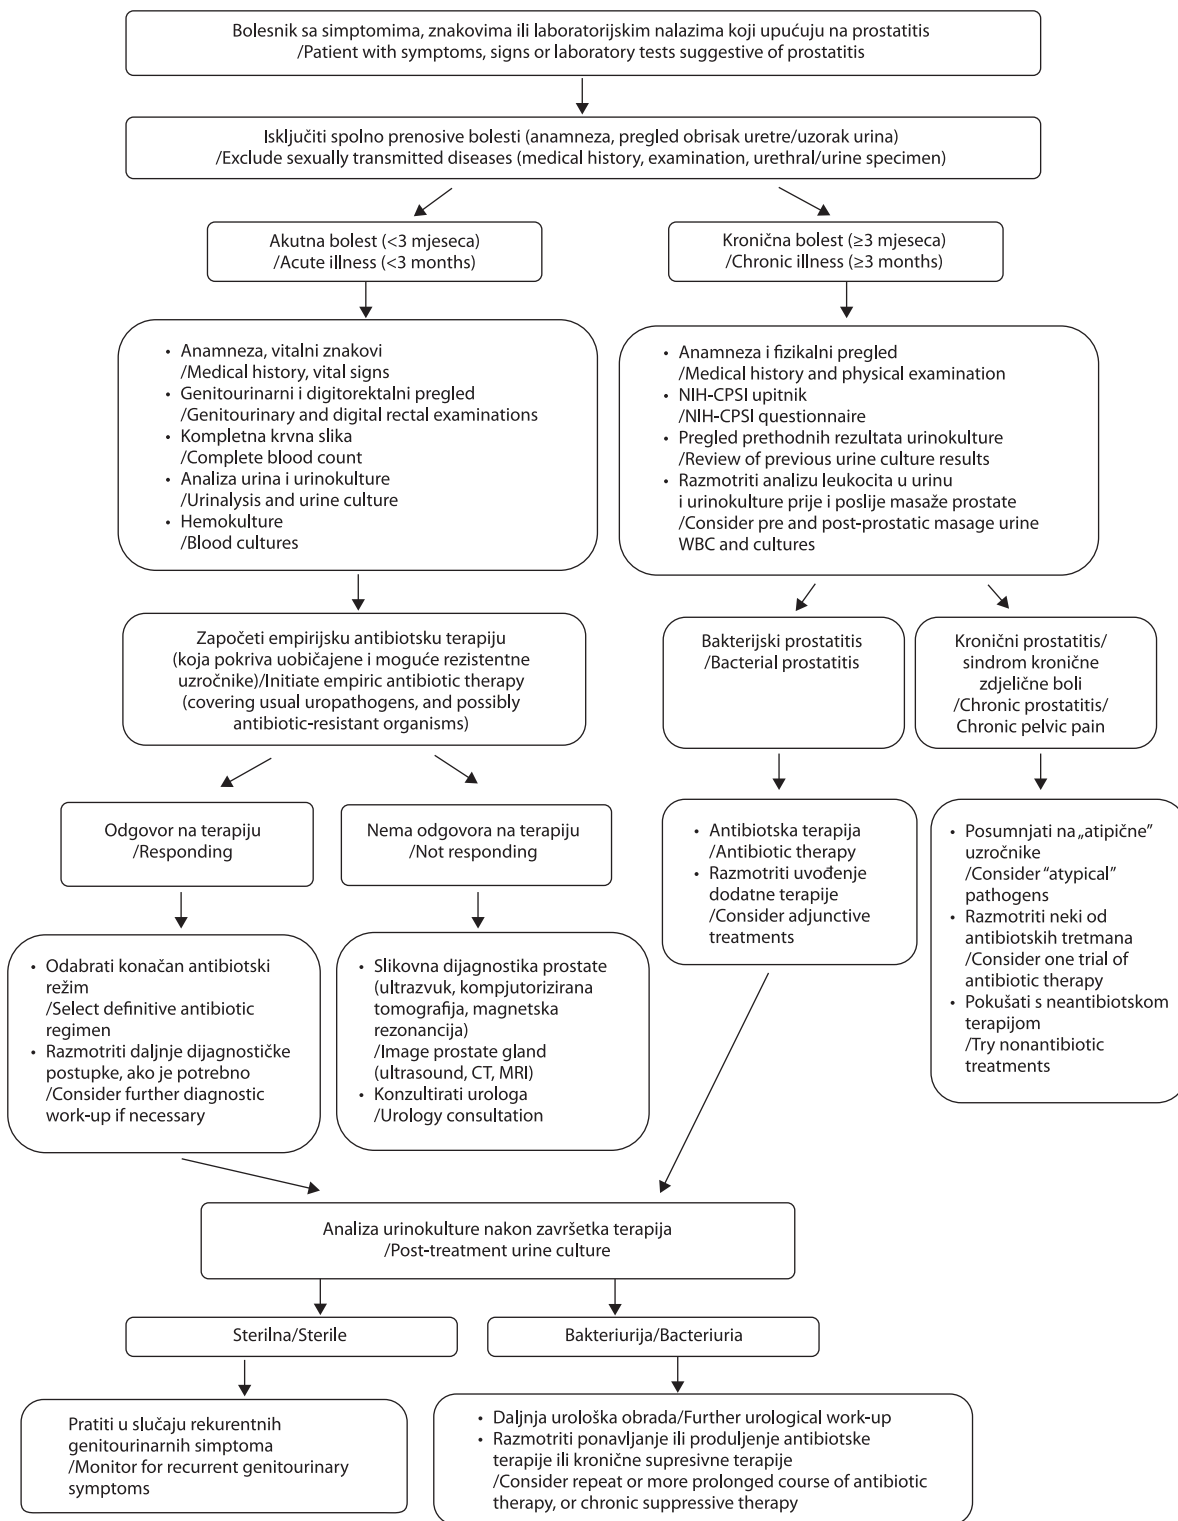 Bolesnik sa simptomima, znakovima ili laboratorijskim nalazima koji upućuju na prostatitis
/Patient with symptoms, signs or laboratory tests suggestive of prostatitis
Isključiti spolno prenosive bolesti (anamneza, pregled obrisak uretre/uzorak urina)
/Exclude sexually transmitted diseases (medical history, examination, urethral/urine specimen)
Akutna bolest (<3 mjeseca)
/Acute illness (<3 months)
Kronična bolest (≥3 mjeseca)
/Chronic illness (≥3 months)
• Anamneza, vitalni znakovi
/Medical history, vital signs
• Genitourinarni i digitorektalni pregled
/Genitourinary and digital rectal examinations
• Kompletna krvna slika
/Complete blood count
• Analiza urina i urinokulture
/Urinalysis and urine culture
• Hemokulture
/Blood cultures
• Anamneza i fizikalni pregled
/Medical history and physical examination
• NIH-CPSI upitnik
/NIH-CPSI questionnaire
• Pregled prethodnih rezultata urinokulture
/Review of previous urine culture results
• Razmotriti analizu leukocita u urinu
i urinokulture prije i poslije masaže prostate
/Consider pre and post-prostatic masage urine
WBC and cultures
Započeti empirijsku antibiotsku terapiju
(koja pokriva uobičajene i moguće rezistentne
uzročnike)/Initiate empiric antibiotic therapy
(covering usual uropathogens, and possibly
antibiotic-resistant organisms)
Bakterijski prostatitis
/Bacterial prostatitis
Kronični prostatitis/
sindrom kronične
zdjelične boli
/Chronic prostatitis/
Chronic pelvic pain
Odgovor na terapiju
/Responding
Nema odgovora na terapiju
/Not responding
• Antibiotska terapija
/Antibiotic therapy
• Razmotriti uvođenje
dodatne terapije
/Consider adjunctive
treatments
• Posumnjati na „atipične”
uzročnike
/Consider “atypical”
pathogens
• Razmotriti neki od
antibiotskih tretmana
/Consider one trial of
antibiotic therapy
• Pokušati s neantibiotskom
terapijom
/Try nonantibiotic
treatments
• Odabrati konačan antibiotski
režim
/Select definitive antibiotic
regimen
• Razmotriti daljnje dijagnostičke
postupke, ako je potrebno
/Consider further diagnostic
work-up if necessary
• Slikovna dijagnostika prostate
(ultrazvuk, kompjutorizirana
tomografija, magnetska
rezonancija)
/Image prostate gland
(ultrasound, CT, MRI)
• Konzultirati urologa
/Urology consultation
Analiza urinokulture nakon završetka terapija
/Post-treatment urine culture
Sterilna/Sterile
Bakteriurija/Bacteriuria
Pratiti u slučaju rekurentnih
genitourinarnih simptoma
/Monitor for recurrent genitourinary
symptoms
• Daljnja urološka obrada/Further urological work-up
• Razmotriti ponavljanje ili produljenje antibiotske
terapije ili kronične supresivne terapije
/Consider repeat or more prolonged course of antibiotic
therapy, or chronic suppressive therapy